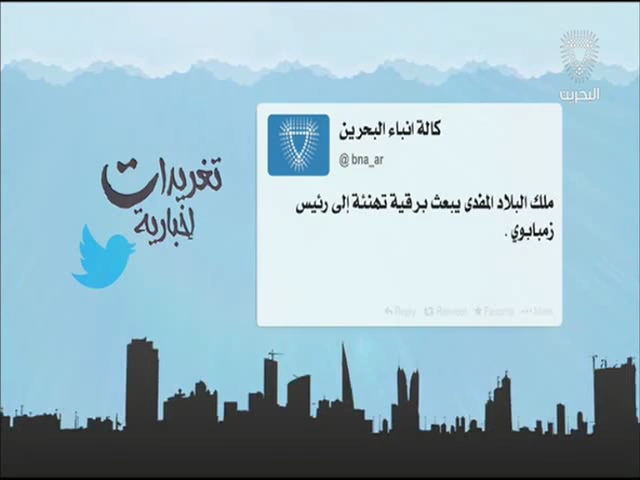 البحرين
كالة انباء البحرين
@bna_ar
تغريدات
إخبارية
ملك البلاد المفدى يبعث برقية تهنئة إلى رئيس
زمبابوي .
Reply Retweet Favorite More